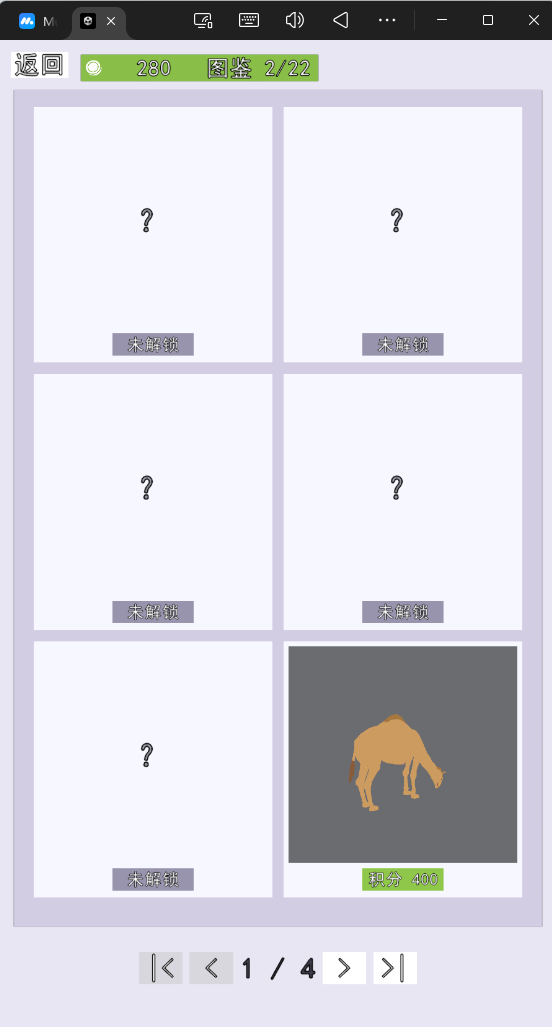 返回
280 图鉴 2/22
?
?
未解锁
未解锁
?
?
未解锁
未解锁
?
未解锁
积分 400
|< < 1 / 4 > >|